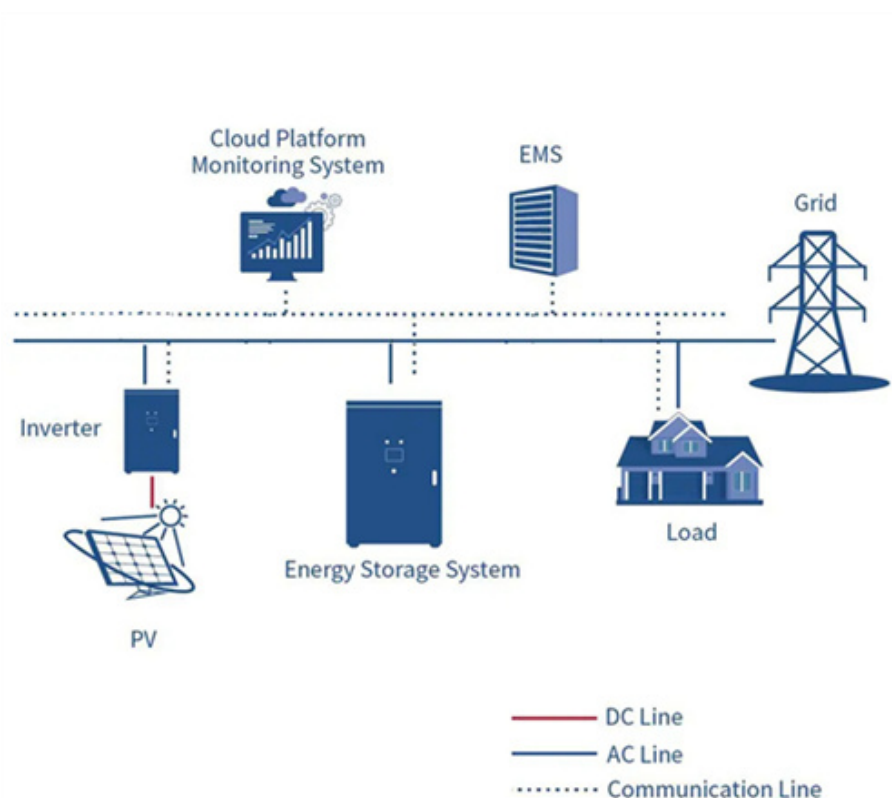 Cloud Platform
Monitoring System
EMS
Grid
Inverter
Load
Energy Storage System
PV
DC Line
AC Line
Communication Line